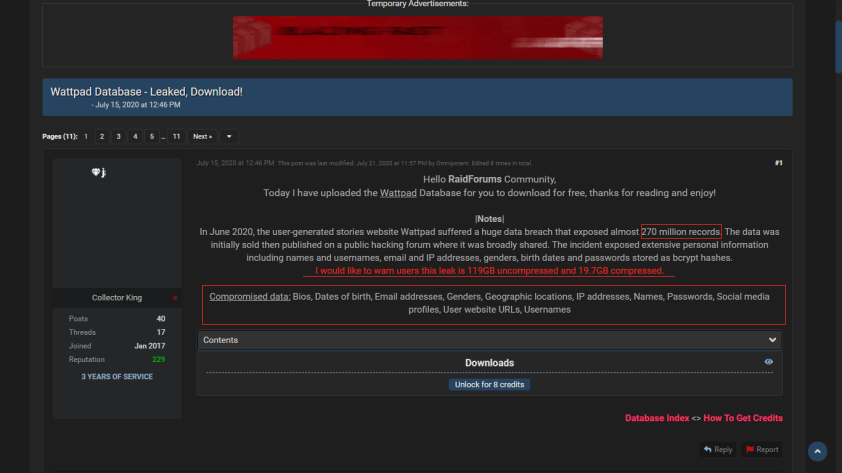 Temporary Advertisements:
Wattpad Database - Leaked, Download!
- July 15, 2020 at 12:46 PM
Pages (11): 1 2 3 4 5 ... 11 Next »
July 15, 2020 at 12:46 PM This post was last modified: July 21, 2020 at 11:57 PM by Omnipotent. Edited 8 times in total. #1
Hello RaidForums Community,
Today I have uploaded the Wattpad Database for you to download for free, thanks for reading and enjoy!
|Notes|
In June 2020, the user-generated stories website Wattpad suffered a huge data breach that exposed almost 270 million records. The data was
initially sold then published on a public hacking forum where it was broadly shared. The incident exposed extensive personal information
including names and usernames, email and IP addresses, genders, birth dates and passwords stored as bcrypt hashes.
I would like to warn users this leak is 119GB uncompressed and 19.7GB compressed.
Compromised data: Bios, Dates of birth, Email addresses, Genders, Geographic locations, IP addresses, Names, Passwords, Social media
profiles, User website URLs, Usernames
Collector King
Posts 40
Threads 17
Joined Jan 2017
Reputation 229
3 YEARS OF SERVICE
Contents
Downloads
Unlock for 8 credits
Database Index <> How To Get Credits
Reply Report